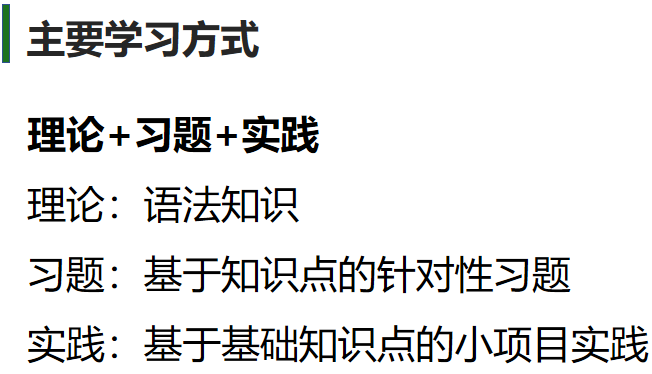 主要学习方式
理论+习题+实践
理论：语法知识
习题：基于知识点的针对性习题
实践：基于基础知识点的小项目实践